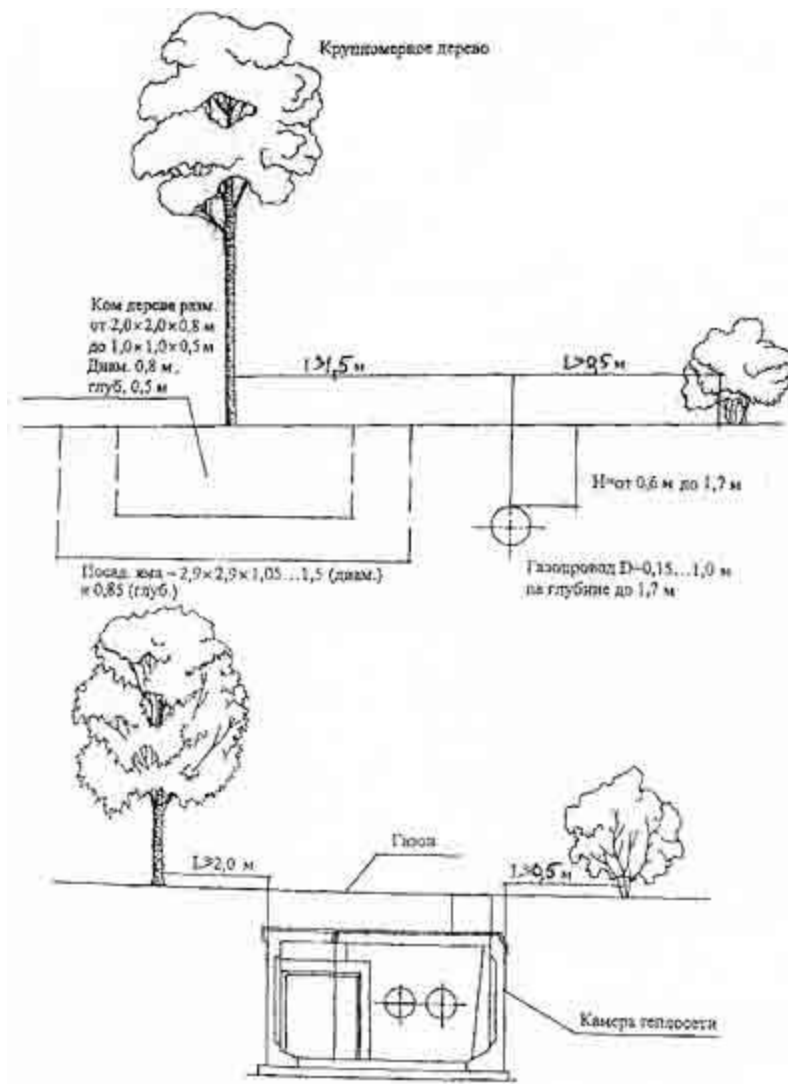 Крупномерное дерево
Ком дерева разм.
от 2,0×2,0×0,8 м
до 1,0×1,0×0,5 м
Диам. 0,8 м,
глуб, 0,5 м
L≥1,5 м
L≥0,5 м
H=от 0,6 м до 1,7 м
Посад. яма – 2,9×2,9×1,05...1,5 (диам.)
и 0,85 (глуб.)
Газопровод D–0,15...1,0 м
на глубине до 1,7 м
L≥2,0 м
Газон
L≥0,5 м
Камера теплосети